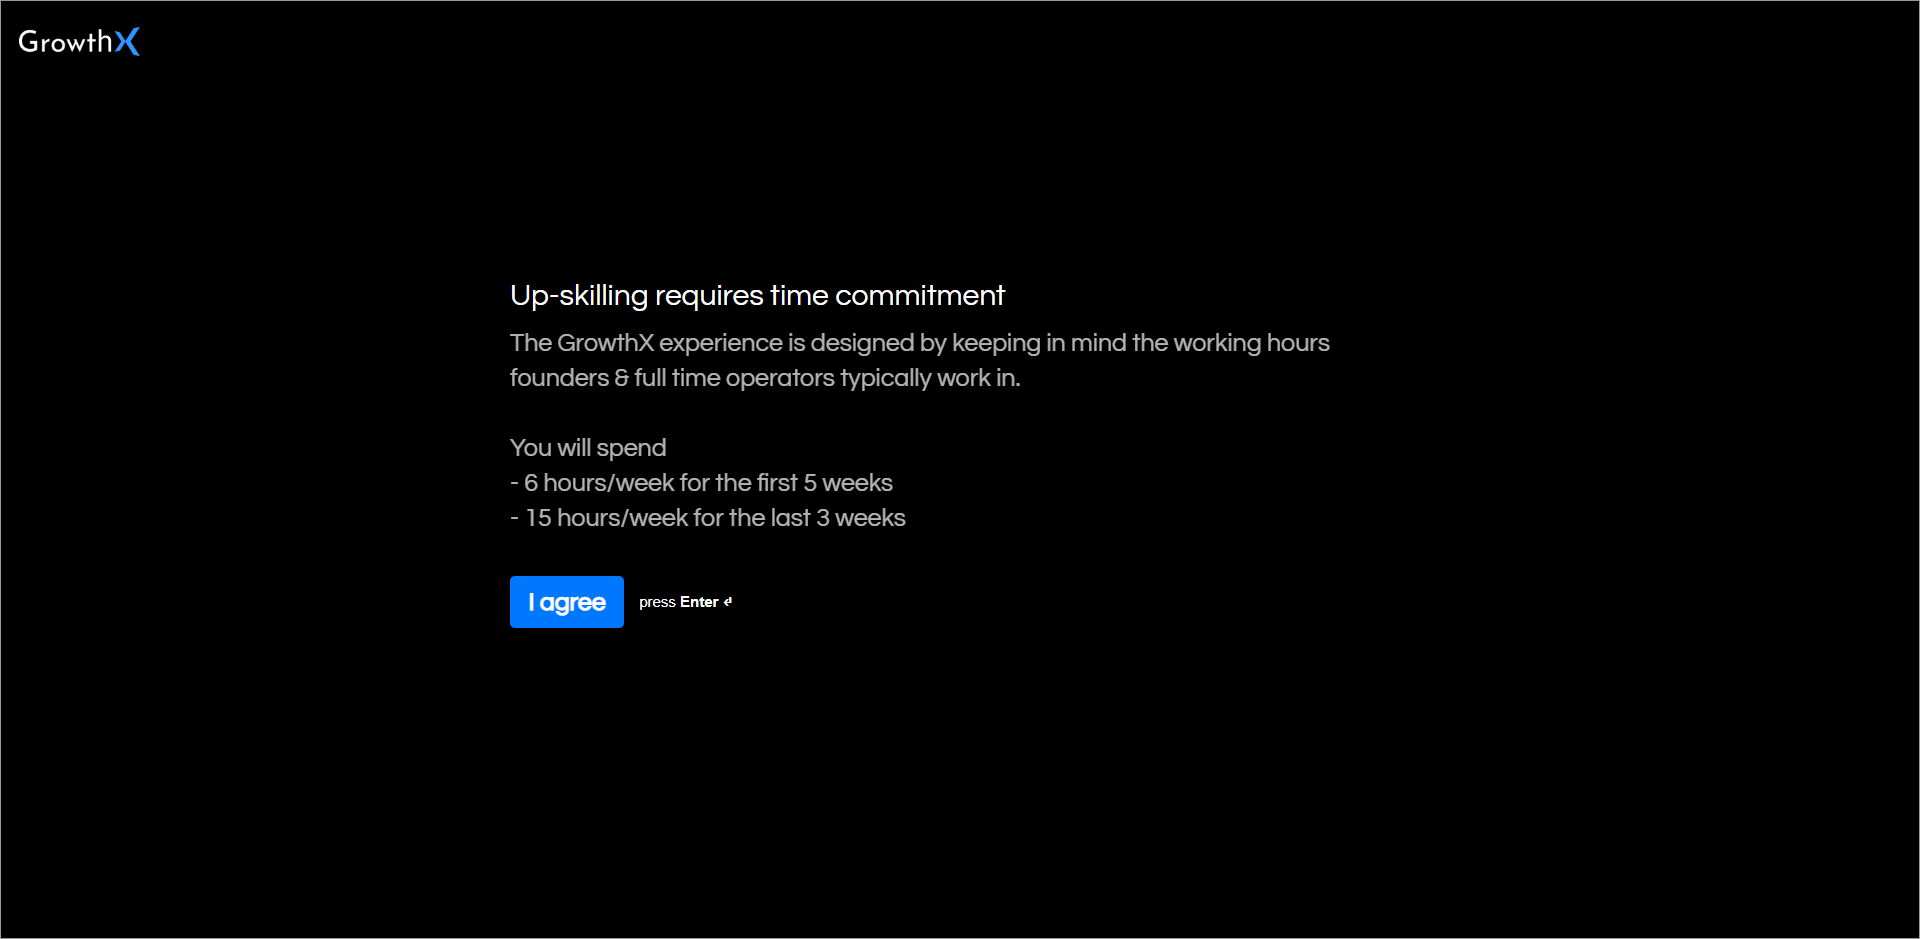 GrowthX
Up-skilling requires time commitment
The GrowthX experience is designed by keeping in mind the working hours
founders & full time operators typically work in.
You will spend
- 6 hours/week for the first 5 weeks
- 15 hours/week for the last 3 weeks
I agree press Enter ↵